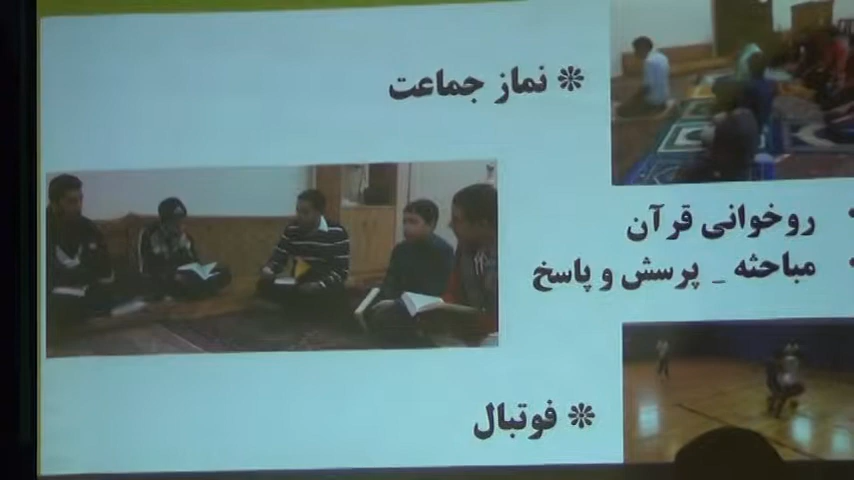 ❊ نماز جماعت
• روخوانی قرآن
• مباحثه _ پرسش و پاسخ
❊ فوتبال